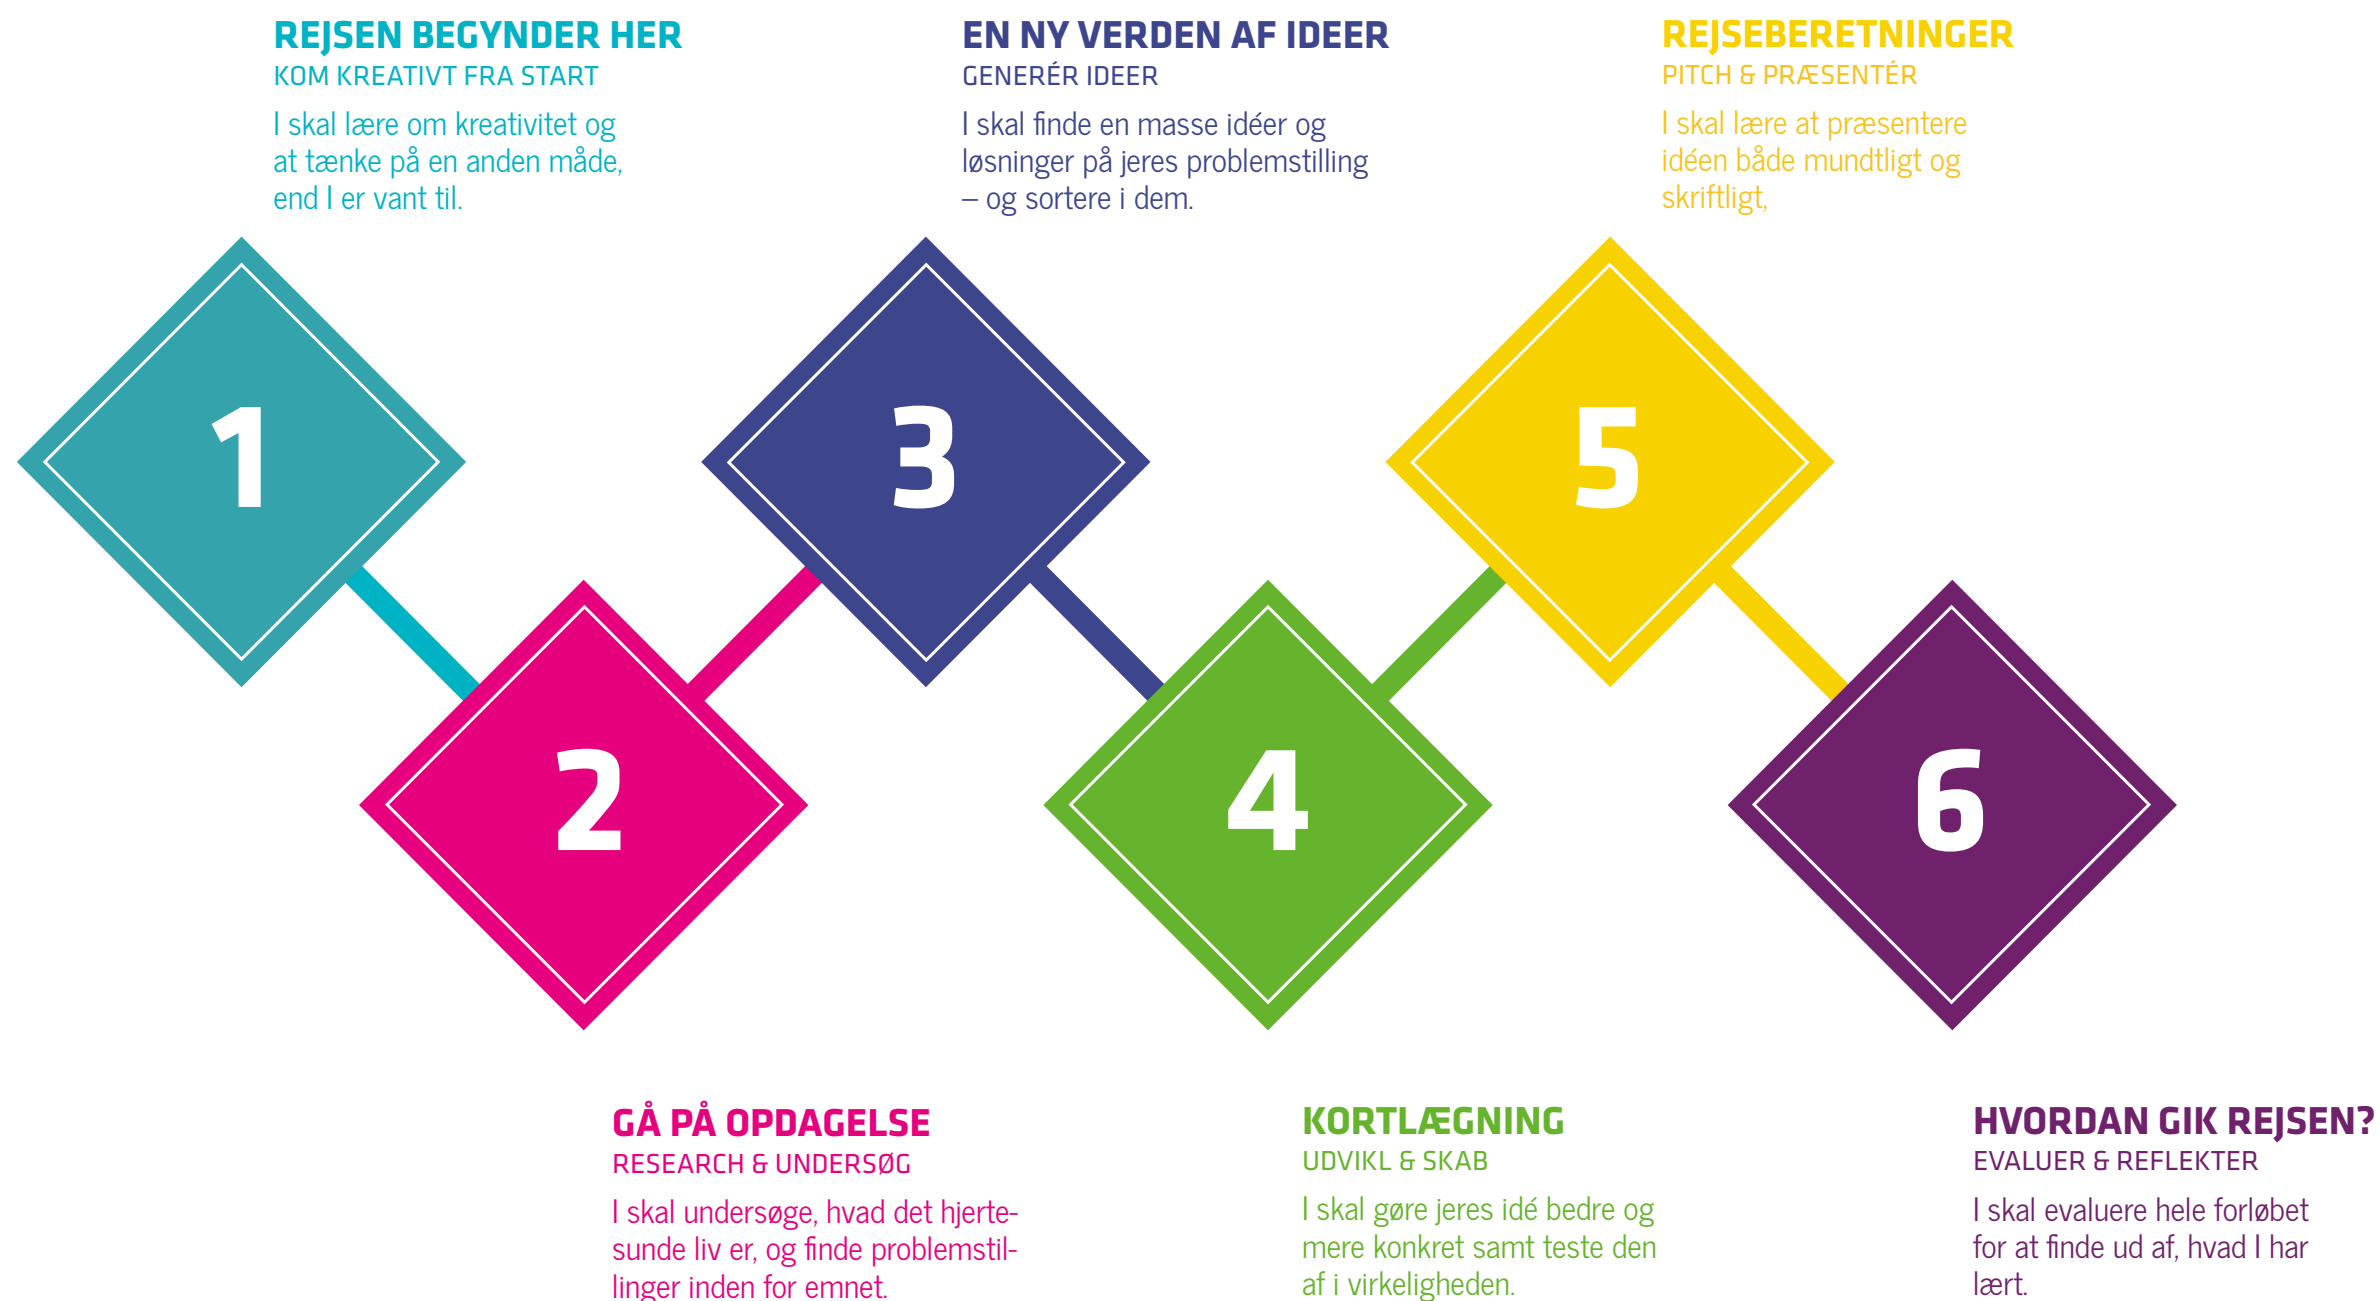 REJSEN BEGYNDER HER
KOM KREATIVT FRA START
I skal lære om kreativitet og
at tænke på en anden måde,
end I er vant til.
1
GÅ PÅ OPDAGELSE
RESEARCH & UNDERSØG
I skal undersøge, hvad det hjerte-
sunde liv er, og finde problemstil-
linger inden for emnet.
2
EN NY VERDEN AF IDEER
GENERÉR IDEER
I skal finde en masse idéer og
løsninger på jeres problemstilling
– og sortere i dem.
3
KORTLÆGNING
UDVIKL & SKAB
I skal gøre jeres idé bedre og
mere konkret samt teste den
af i virkeligheden.
4
REJSEBERETNINGER
PITCH & PRÆSENTÉR
I skal lære at præsentere
idéen både mundtligt og
skriftligt,
5
HVORDAN GIK REJSEN?
EVALUER & REFLEKTER
I skal evaluere hele forløbet
for at finde ud af, hvad I har
lært.
6